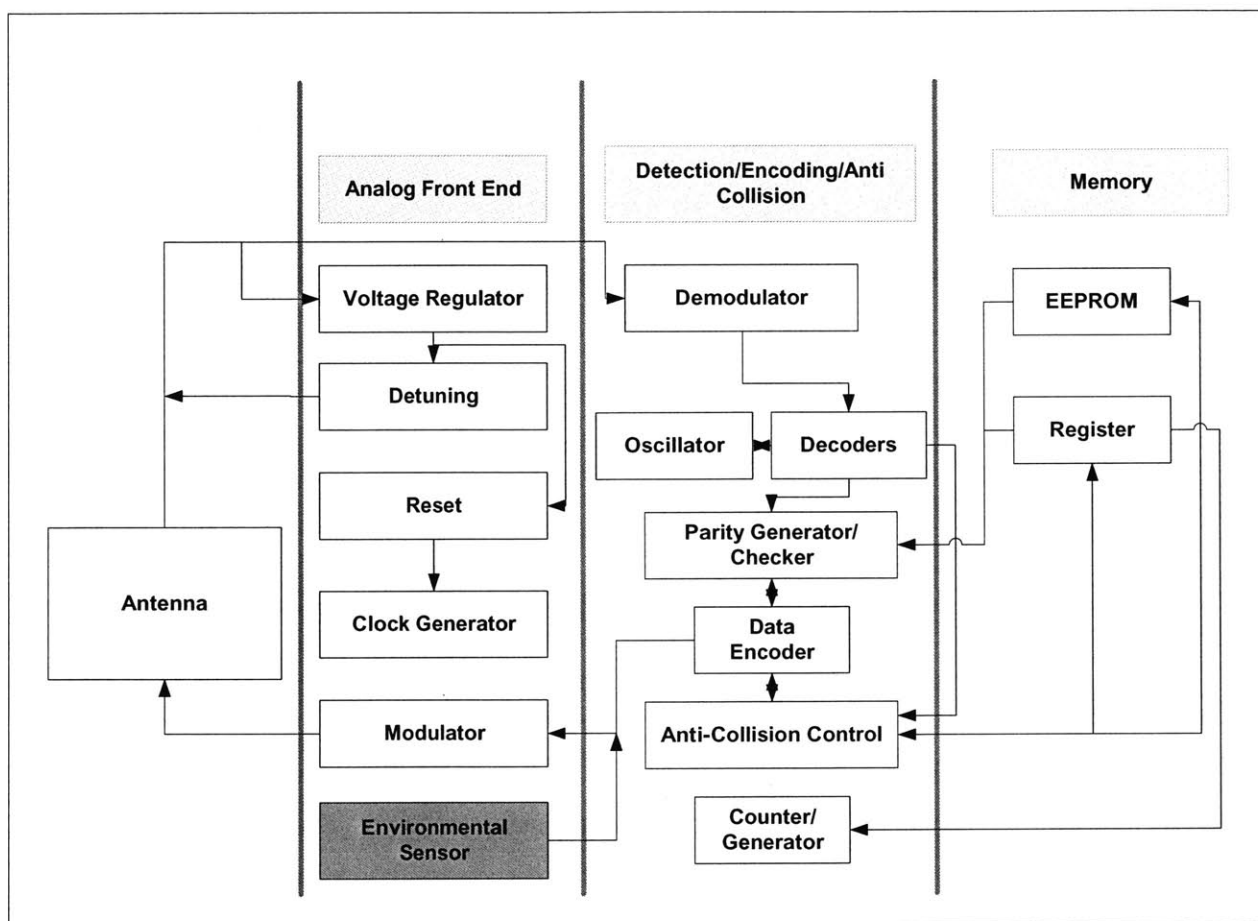 Analog Front End
Detection/Encoding/Anti
Collision
Memory
Voltage Regulator
Demodulator
EEPROM
Detuning
Oscillator
Decoders
Register
Reset
Parity Generator/
Checker
Antenna
Clock Generator
Data
Encoder
Modulator
Anti-Collision Control
Environmental
Sensor
Counter/
Generator